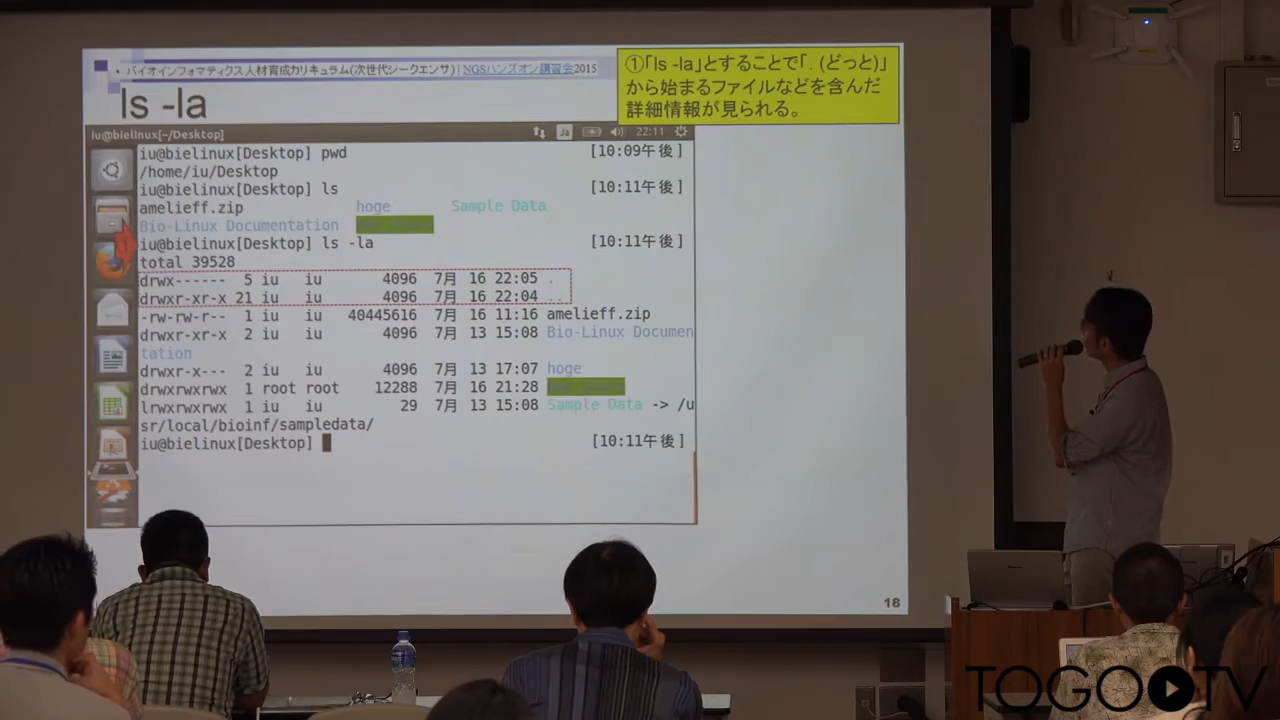 ・バイオインフォマティクス人材育成カリキュラム(次世代シークエンサ) | NGSハンズオン講習会2015
ls -la
①「ls -la」とすることで「. (どっと)」
から始まるファイルなどを含んだ
詳細情報が見られる。
iu@bielinux[~/Desktop]
Ja
22:11
iu@bielinux[Desktop] pwd [10:09午後]
/home/iu/Desktop
iu@bielinux[Desktop] ls [10:11午後]
amelieff.zip hoge Sample Data
Bio-Linux Documentation
iu@bielinux[Desktop] ls -la [10:11午後]
total 39528
drwx------ 5 iu iu 4096 7月 16 22:05 .
drwxr-xr-x 21 iu iu 4096 7月 16 22:04 ..
-rw-rw-r-- 1 iu iu 40445616 7月 16 11:16 amelieff.zip
drwxr-xr-x 2 iu iu 4096 7月 13 15:08 Bio-Linux Documen
tation
drwxr-x--- 2 iu iu 4096 7月 13 17:07 hoge
drwxrwxrwx 1 root root 12288 7月 16 21:28
lrwxrwxrwx 1 iu iu 29 7月 13 15:08 Sample Data -> /u
sr/local/bioinf/sampledata/
iu@bielinux[Desktop] [10:11午後]
18
TOGOTV